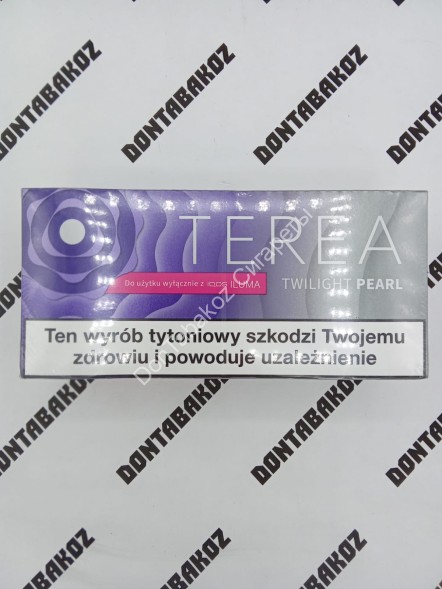 DONTABAKOZ
DONTABAKOZ
DONTABAKOZ
TEREA
Do użytku wyłącznie z IQOS ILUMA
TWILIGHT PEARL
Ten wyrób tytoniowy szkodzi Twojemu
zdrowiu i powoduje uzależnienie
Dontabakoz Сигареты
DONTABAKOZ
DONTABAKOZ
DONTABAKOZ